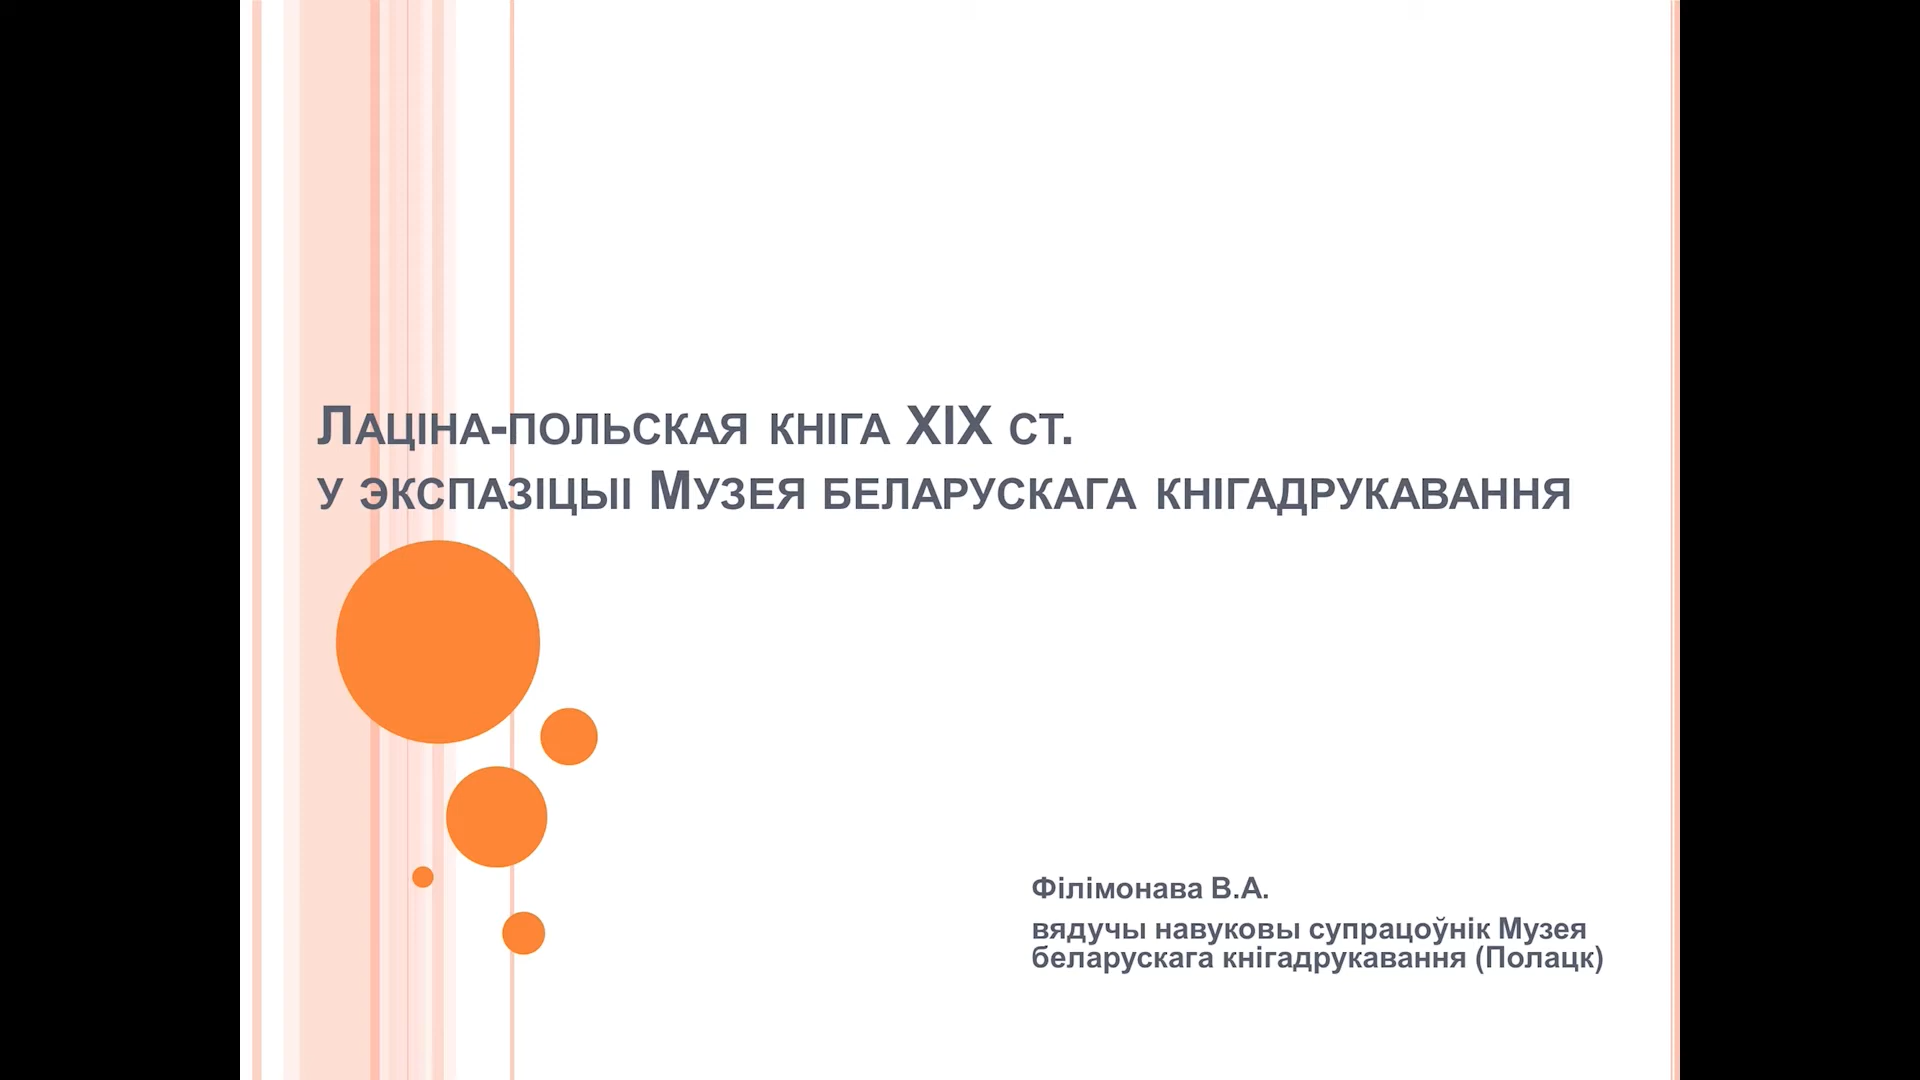 Лаціна-польская кніга XIX ст.
у экспазіцыі Музея беларускага кнігадрукавання
Філімонава В.А.
вядучы навуковы супрацоўнік Музея
беларускага кнігадрукавання (Полацк)